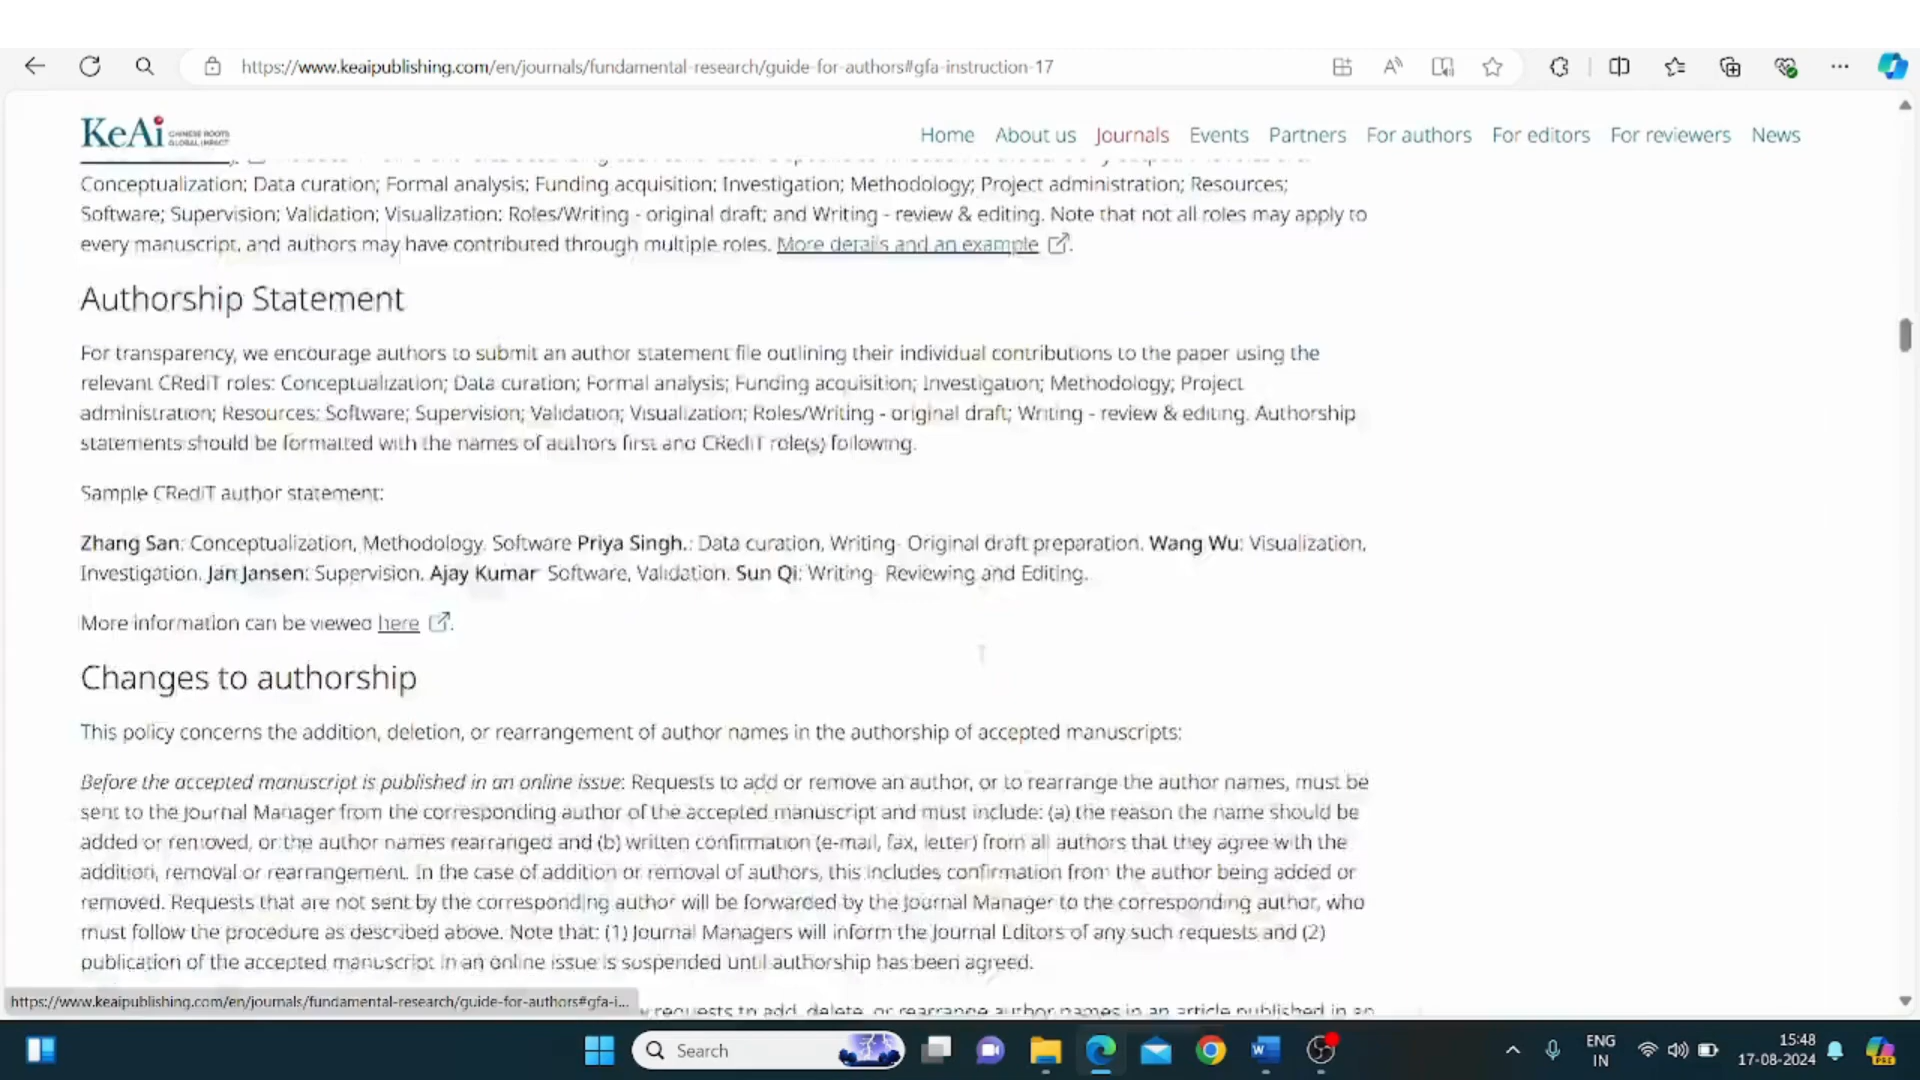 https://www.keaipublishing.com/en/journals/fundamental-research/guide-for-authors#gfa-instruction-17
KeAi CHINESE ROOTS
GLOBAL IMPACT
Home About us Journals Events Partners For authors For editors For reviewers News
Conceptualization; Data curation; Formal analysis; Funding acquisition; Investigation; Methodology; Project administration; Resources;
Software; Supervision; Validation; Visualization; Roles/Writing - original draft; and Writing - review & editing. Note that not all roles may apply to
every manuscript, and authors may have contributed through multiple roles. More details and an example.
Authorship Statement
For transparency, we encourage authors to submit an author statement file outlining their individual contributions to the paper using the
relevant CRediT roles: Conceptualization; Data curation; Formal analysis; Funding acquisition; Investigation; Methodology; Project
administration; Resources; Software; Supervision; Validation; Visualization; Roles/Writing - original draft; Writing - review & editing. Authorship
statements should be formatted with the names of authors first and CRediT role(s) following.
Sample CRediT author statement:
Zhang San: Conceptualization, Methodology. Software Priya Singh.: Data curation, Writing- Original draft preparation. Wang Wu: Visualization,
Investigation. Jan Jansen: Supervision. Ajay Kumar Software, Validation. Sun Qi: Writing- Reviewing and Editing.
More information can be viewed here.
Changes to authorship
This policy concerns the addition, deletion, or rearrangement of author names in the authorship of accepted manuscripts:
Before the accepted manuscript is published in an online issue: Requests to add or remove an author, or to rearrange the author names, must be
sent to the Journal Manager from the corresponding author of the accepted manuscript and must include: (a) the reason the name should be
added or removed, or the author names rearranged and (b) written confirmation (e-mail, fax, letter) from all authors that they agree with the
addition, removal or rearrangement. In the case of addition or removal of authors, this includes confirmation from the author being added or
removed. Requests that are not sent by the corresponding author will be forwarded by the Journal Manager to the corresponding author, who
must follow the procedure as described above. Note that: (1) Journal Managers will inform the Journal Editors of any such requests and (2)
publication of the accepted manuscript in an online issue is suspended until authorship has been agreed.
https://www.keaipublishing.com/en/journals/fundamental-research/guide-for-authors#gfa-i...
requests to add, delete, or rearrange author names in an article published in an
Search
ENG
IN
15:48
17-08-2024